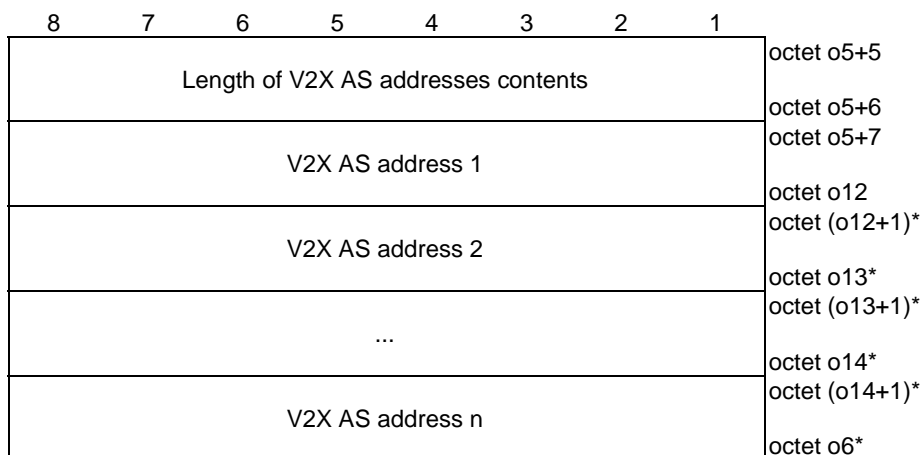 8 7 6 5 4 3 2 1
octet o5+5
Length of V2X AS addresses contents
octet o5+6
octet o5+7
V2X AS address 1
octet o12
octet (o12+1)*
V2X AS address 2
octet o13*
octet (o13+1)*
...
octet o14*
octet (o14+1)*
V2X AS address n
octet o6*